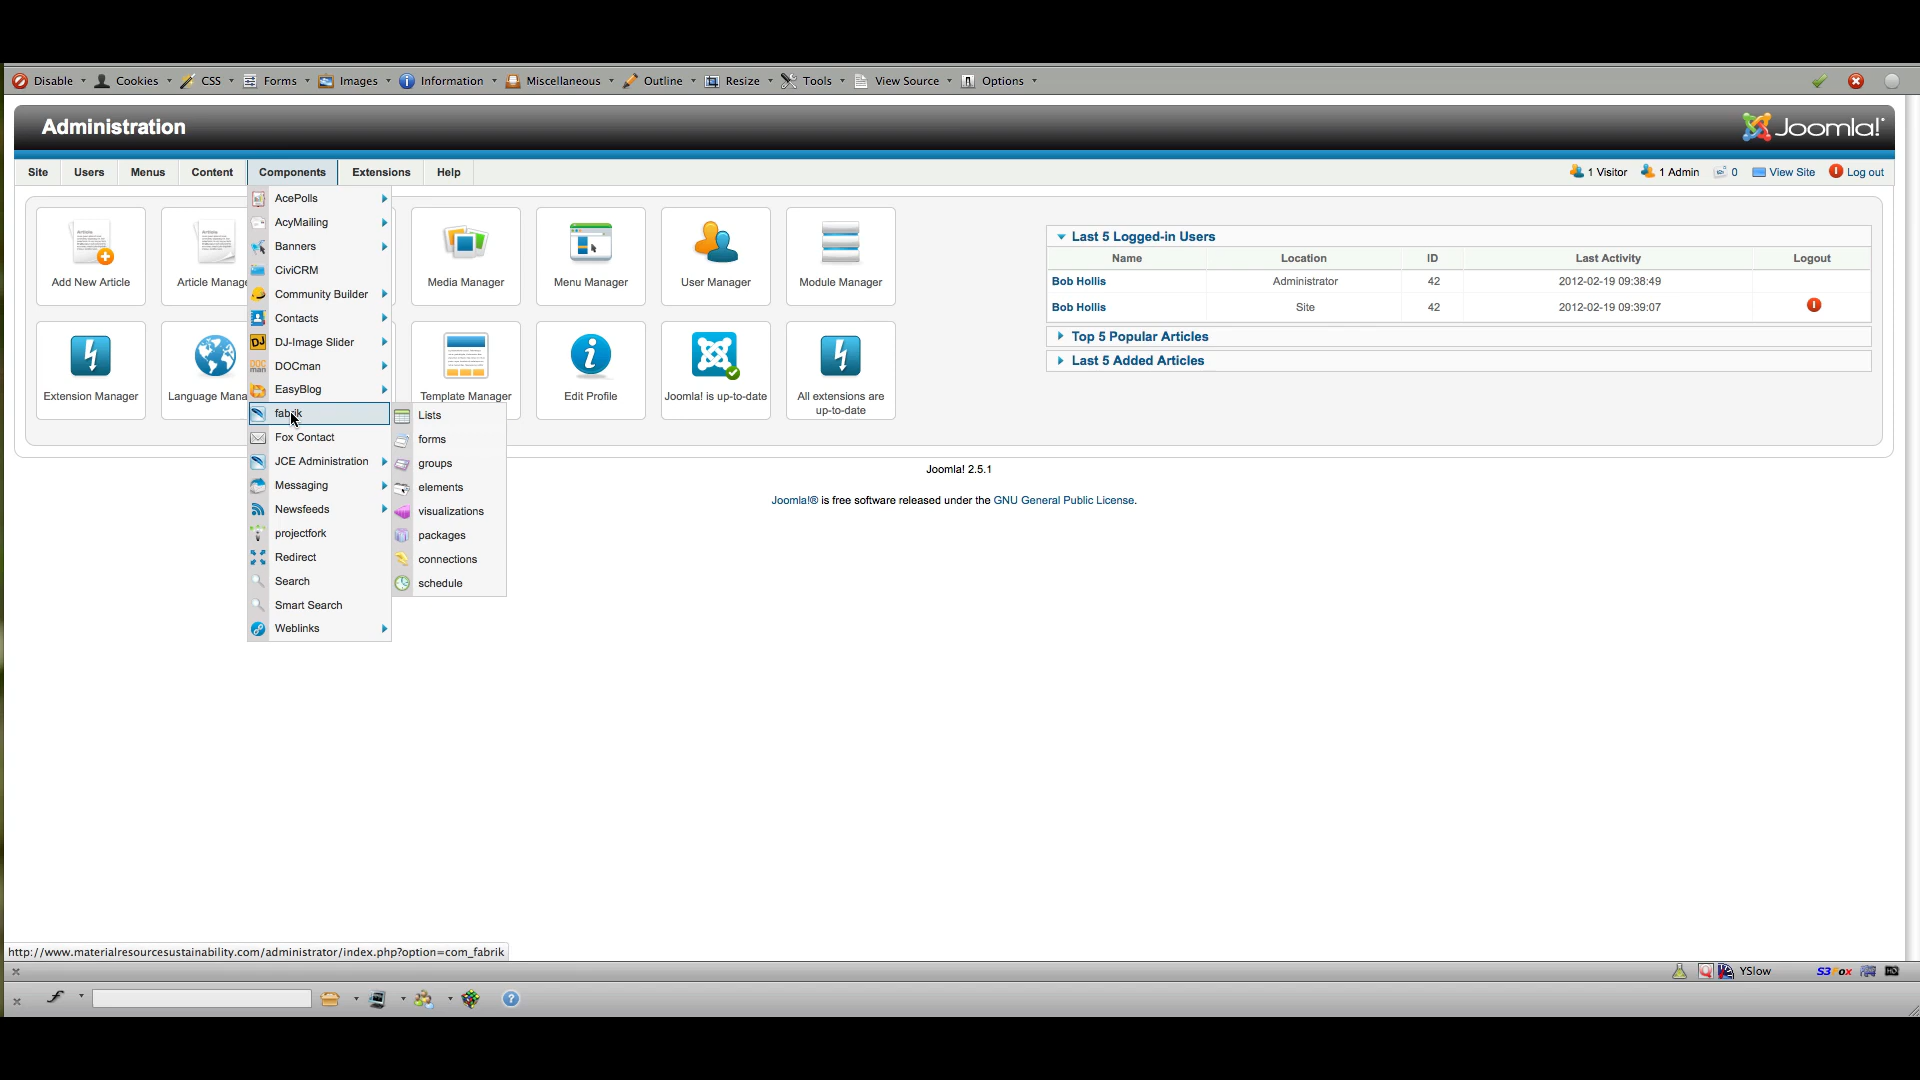 Disable Cookies CSS Forms Images Information Miscellaneous Outline Resize Tools View Source Options
Administration
Joomla!
Site Users Menus Content Components Extensions Help
1 Visitor 1 Admin 0 View Site Log out
AcePolls
AcyMailing
Banners
CiviCRM
Community Builder
Contacts
DJ-Image Slider
DOCman
EasyBlog
fabrik
Fox Contact
JCE Administration
Messaging
Newsfeeds
projectfork
Redirect
Search
Smart Search
Weblinks
Lists
forms
groups
elements
visualizations
packages
connections
schedule
Add New Article
Article Manage
Media Manager
Menu Manager
User Manager
Module Manager
Extension Manager
Language Mana
Template Manager
Edit Profile
Joomla! is up-to-date
All extensions are
up-to-date
Last 5 Logged-in Users
Name Location ID Last Activity Logout
Bob Hollis Administrator 42 2012-02-19 09:38:49
Bob Hollis Site 42 2012-02-19 09:39:07
Top 5 Popular Articles
Last 5 Added Articles
Joomla! 2.5.1
Joomla!® is free software released under the GNU General Public License.
http://www.materialresourcesustainability.com/administrator/index.php?option=com_fabrik
YSlow S3Fox